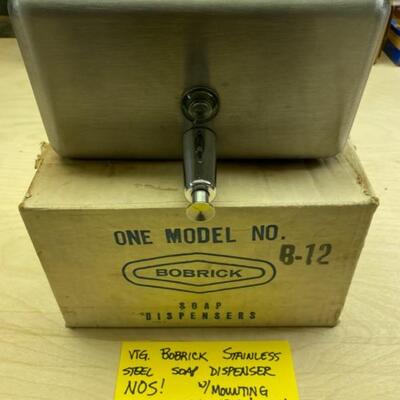 ONE MODEL NO. B-12
BOBRICK
SOAP
DISPENSERS
VTG. BOBRICK STAINLESS
STEEL SOAP DISPENSER
NOS! W/ MOUNTING